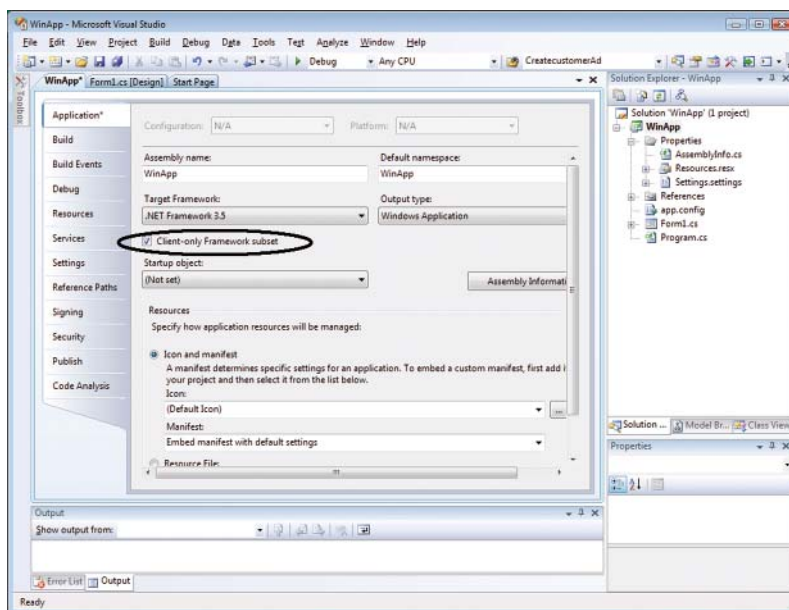 WinApp - Microsoft Visual Studio
File Edit View Project Build Debug Data Tools Test Analyze Window Help
Debug Any CPU CreatecustomerAd
Toolbox
WinApp* Form1.cs [Design] Start Page
Application*
Build
Build Events
Debug
Resources
Services
Settings
Reference Paths
Signing
Security
Publish
Code Analysis
Configuration: N/A Platform: N/A
Assembly name: Default namespace:
WinApp WinApp
Target Framework: Output type:
.NET Framework 3.5 Windows Application
Client-only Framework subset
Startup object:
(Not set) Assembly Informati
Resources
Specify how application resources will be managed:
Icon and manifest
A manifest determines specific settings for an application. To embed a custom manifest, first add i
your project and then select it from the list below.
Icon:
(Default Icon) ...
Manifest:
Embed manifest with default settings
Resource File:
Solution Explorer - WinApp
Solution 'WinApp' (1 project)
WinApp
Properties
AssemblyInfo.cs
Resources.resx
Settings.settings
References
app.config
Form1.cs
Program.cs
Solution ... Model Br... Class View
Properties
Output
Show output from:
Error List Output
Ready